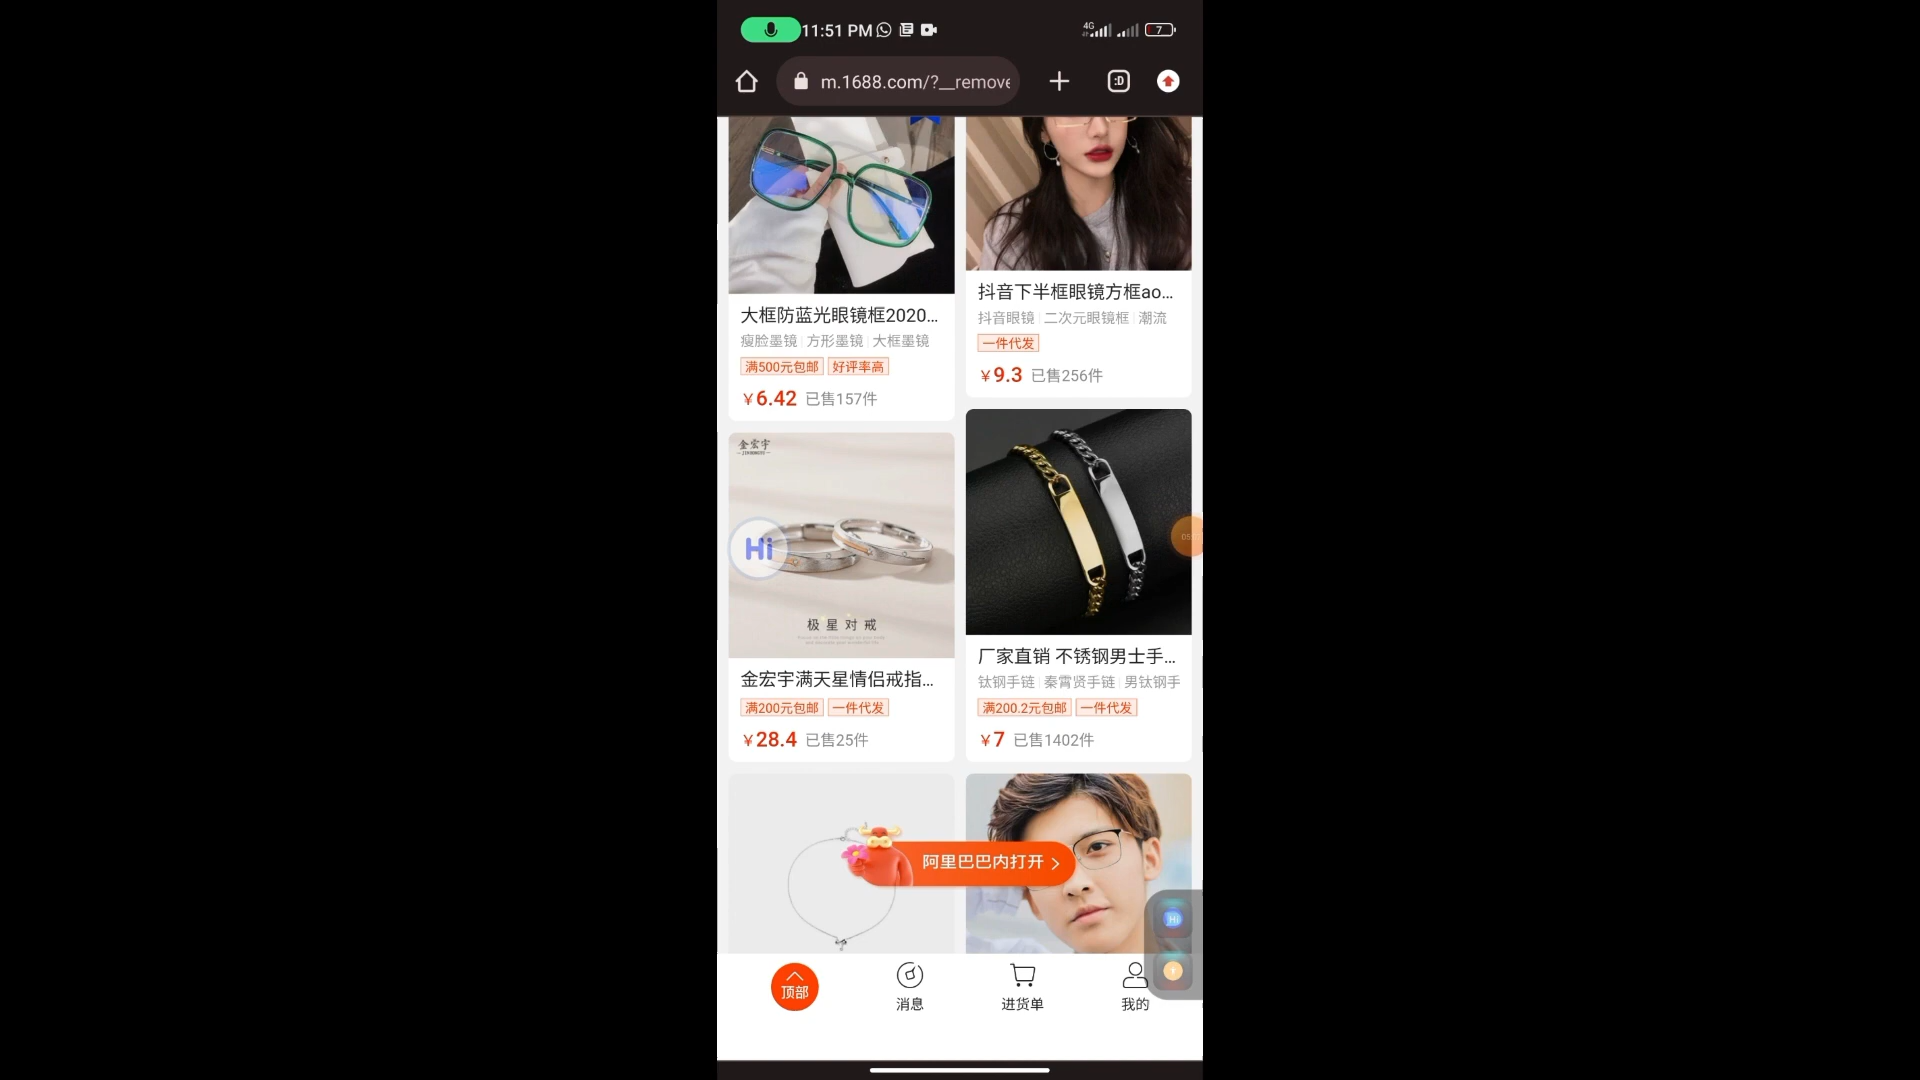 11:51 PM
4G
7
m.1688.com/?__remove
:D
大框防蓝光眼镜框2020...
瘦脸墨镜 方形墨镜 大框墨镜
满500元包邮 好评率高
￥6.42 已售157件
抖音下半框眼镜方框ao...
抖音眼镜 二次元眼镜框 潮流
一件代发
￥9.3 已售256件
金宏宇
Hi
极星对戒
金宏宇满天星情侣戒指...
满200元包邮 一件代发
￥28.4 已售25件
厂家直销 不锈钢男士手...
钛钢手链 秦霄贤手链 男钛钢手
满200.2元包邮 一件代发
￥7 已售1402件
阿里巴巴内打开
Hi
顶部
消息
进货单
我的